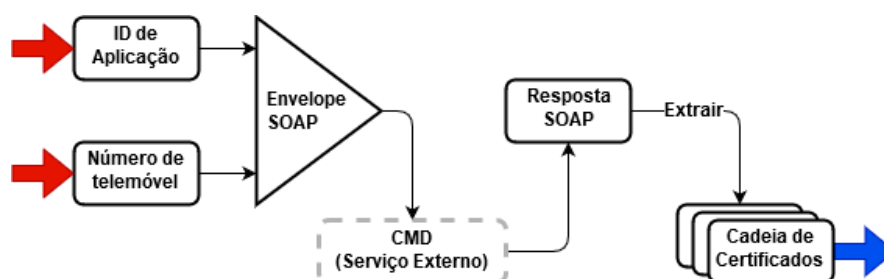 ID de
Aplicação
Número de
telemóvel
Envelope
SOAP
CMD
(Serviço Externo)
Resposta
SOAP
Extrair
Cadeia de
Certificados